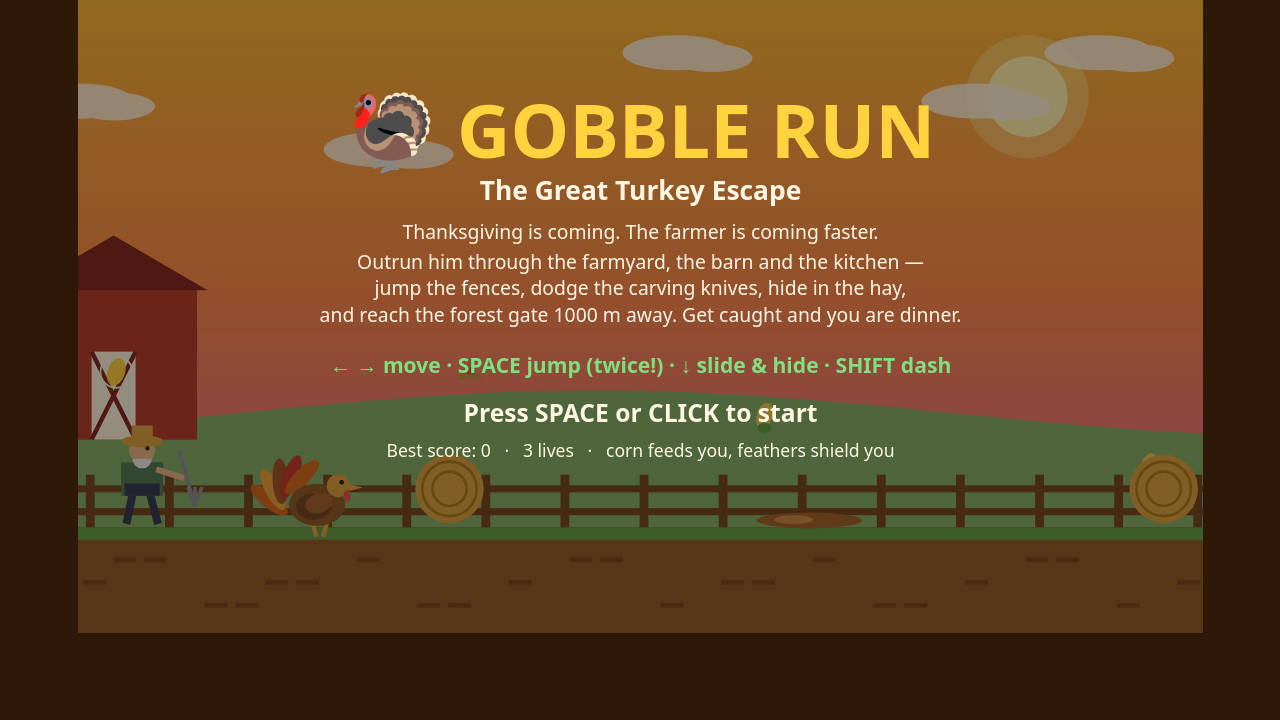 GOBBLE RUN
The Great Turkey Escape
Thanksgiving is coming. The farmer is coming faster.
Outrun him through the farmyard, the barn and the kitchen —
jump the fences, dodge the carving knives, hide in the hay,
and reach the forest gate 1000 m away. Get caught and you are dinner.
← → move · SPACE jump (twice!) · ↓ slide & hide · SHIFT dash
Press SPACE or CLICK to start
Best score: 0 · 3 lives · corn feeds you, feathers shield you